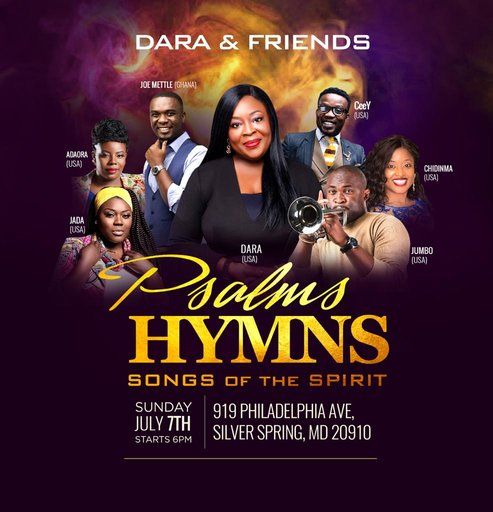 DARA & FRIENDS
JOE METTLE (GHANA)
CeeY
(USA)
ADAORA
(USA)
CHIDINMA
(USA)
JADA
(USA)
DARA
(USA)
JUMBO
(USA)
Psalms
HYMNS
SONGS OF THE SPIRIT
SUNDAY
JULY 7TH
STARTS 6PM
919 PHILADELPHIA AVE,
SILVER SPRING, MD 20910